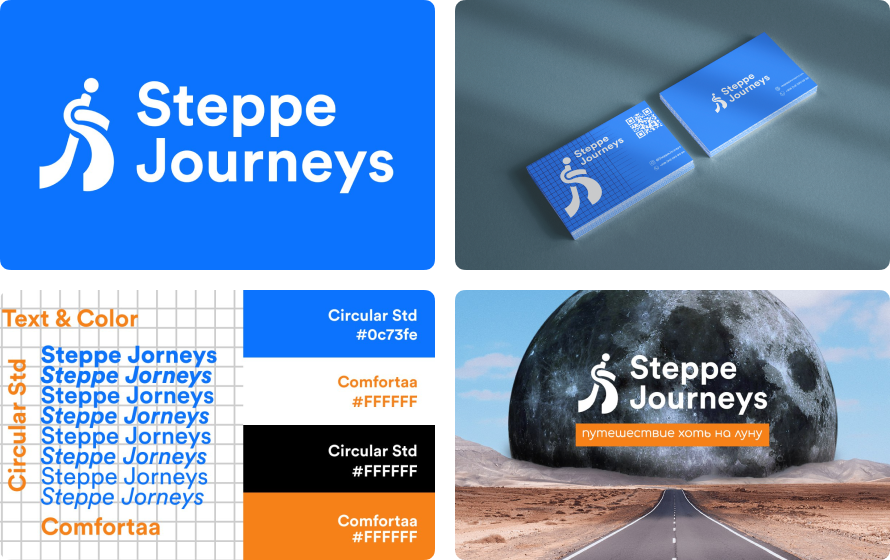 Steppe
Journeys
Steppe
Journeys
Steppe
Journeys
Text & Color
Circular Std
Steppe Jorneys
Steppe Jorneys
Steppe Jorneys
Steppe Jorneys
Steppe Jorneys
Steppe Jorneys
Steppe Jorneys
Steppe Jorneys
Comfortaa
Circular Std
#0c73fe
Comfortaa
#FFFFFF
Circular Std
#FFFFFF
Comfortaa
#FFFFFF
Steppe
Journeys
путешествие хоть на луну